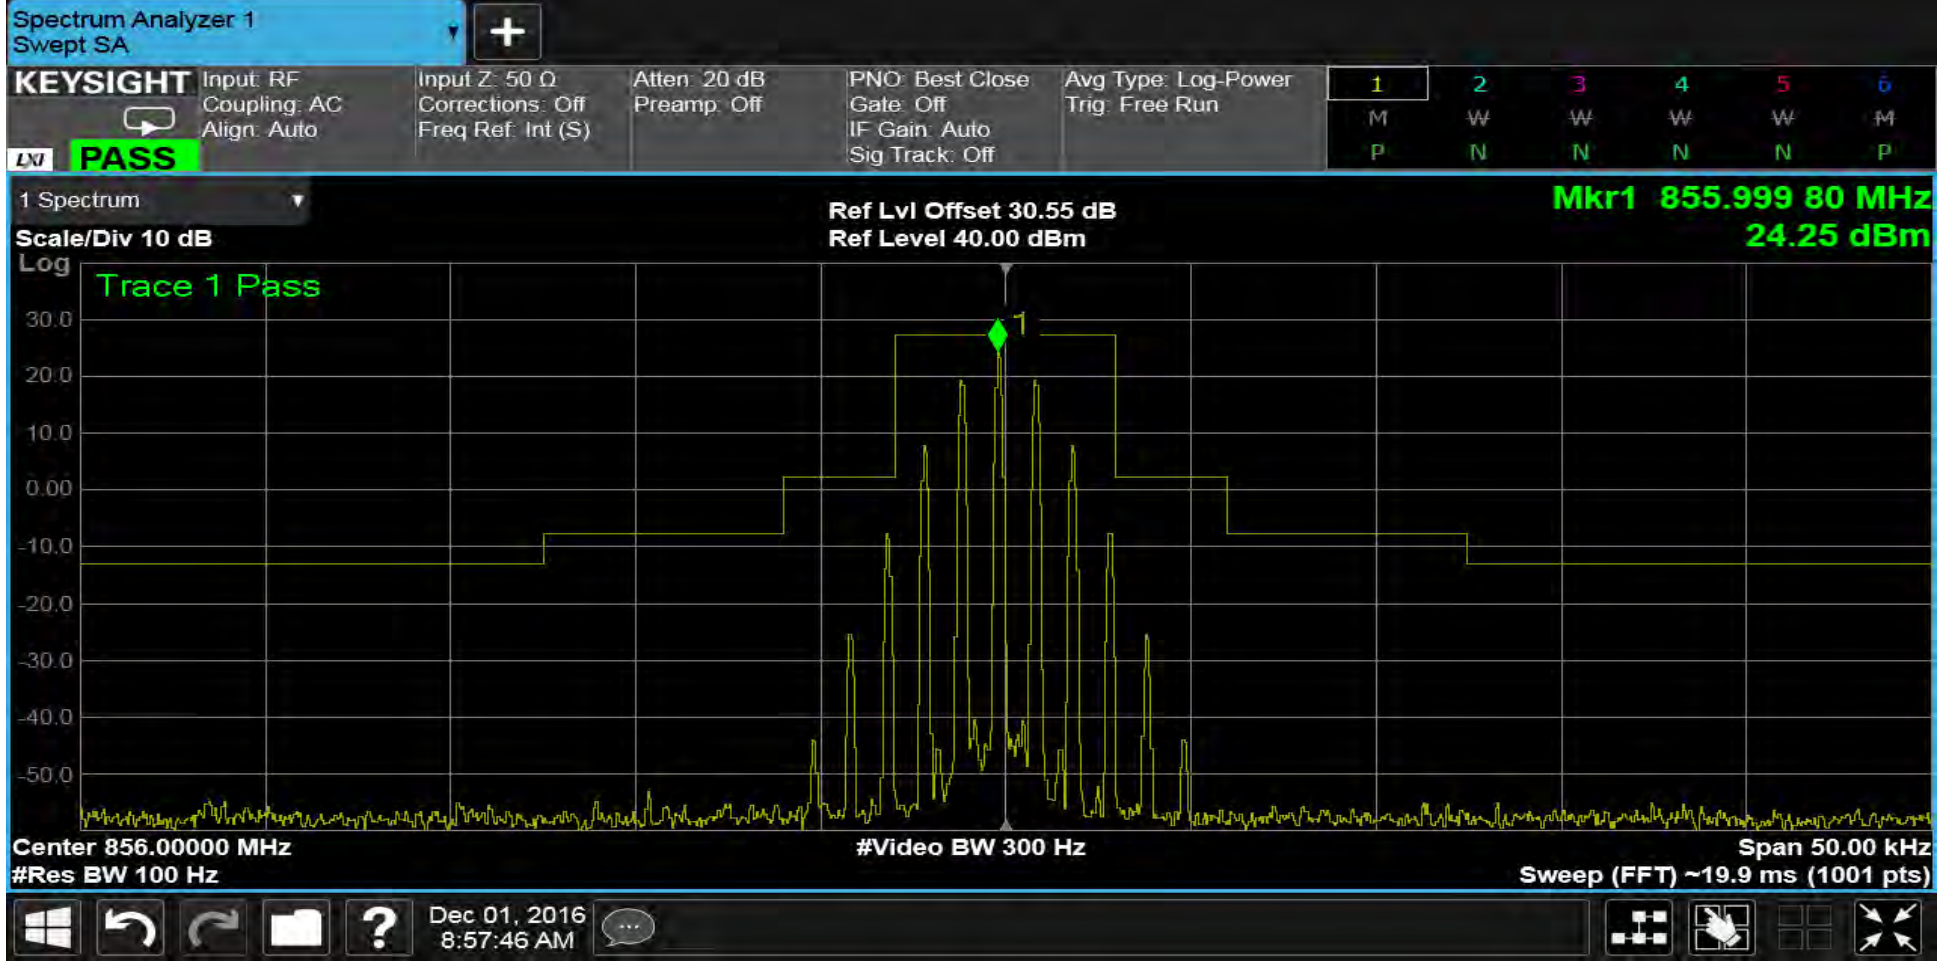 Spectrum Analyzer 1
Swept SA
KEYSIGHT
LXI
PASS
Input: RF
Coupling: AC
Align: Auto
Input Z: 50 Ω
Corrections: Off
Freq Ref: Int (S)
Atten: 20 dB
Preamp: Off
PNO: Best Close
Gate: Off
IF Gain: Auto
Sig Track: Off
Avg Type: Log-Power
Trig: Free Run
1 2 3 4 5 6
M W W W W M
P N N N N P
1 Spectrum
Scale/Div 10 dB
Log
Ref Lvl Offset 30.55 dB
Ref Level 40.00 dBm
Mkr1 855.999 80 MHz
24.25 dBm
Trace 1 Pass
1
30.0
20.0
10.0
0.00
-10.0
-20.0
-30.0
-40.0
-50.0
Center 856.00000 MHz
#Res BW 100 Hz
#Video BW 300 Hz
Span 50.00 kHz
Sweep (FFT) ~19.9 ms (1001 pts)
?
Dec 01, 2016
8:57:46 AM